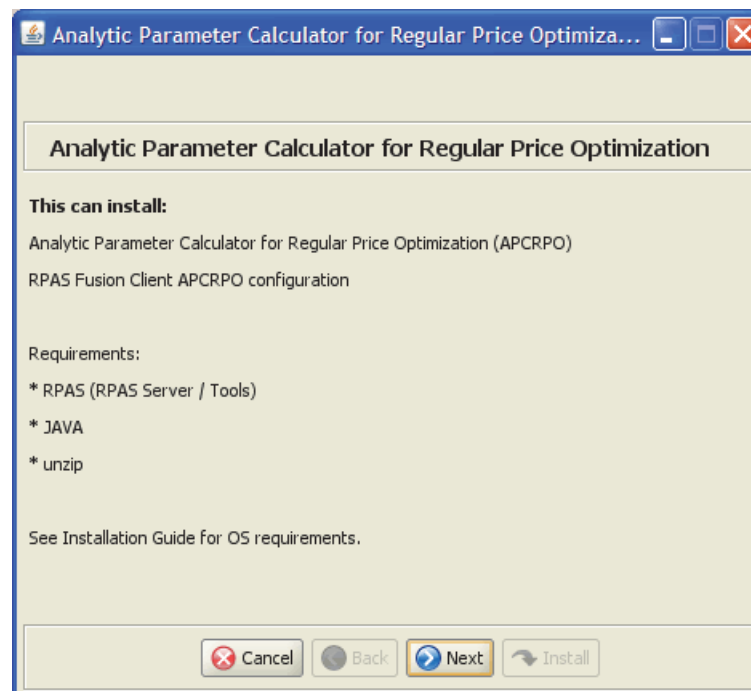 Analytic Parameter Calculator for Regular Price Optimiza...
Analytic Parameter Calculator for Regular Price Optimization
This can install:
Analytic Parameter Calculator for Regular Price Optimization (APCRPO)
RPAS Fusion Client APCRPO configuration
Requirements:
* RPAS (RPAS Server / Tools)
* JAVA
* unzip
See Installation Guide for OS requirements.
Cancel Back Next Install